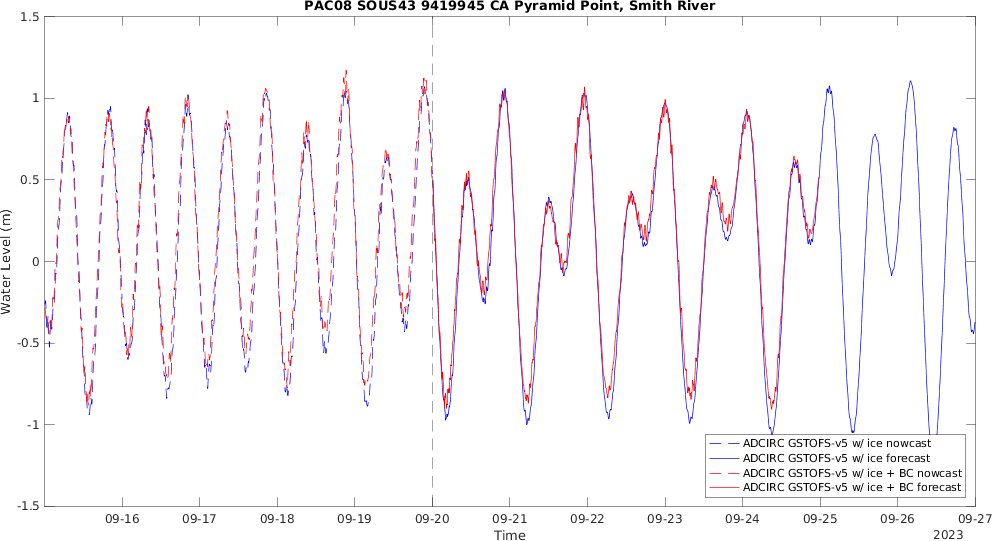 PAC08 SOUS43 9419945 CA Pyramid Point, Smith River
1.5
1
0.5
0
-0.5
-1
-1.5
Water Level (m)
ADCIRC GSTOFS-v5 w/ ice nowcast
ADCIRC GSTOFS-v5 w/ ice forecast
ADCIRC GSTOFS-v5 w/ ice + BC nowcast
ADCIRC GSTOFS-v5 w/ ice + BC forecast
09-16 09-17 09-18 09-19 09-20 09-21 09-22 09-23 09-24 09-25 09-26 09-27
Time
2023